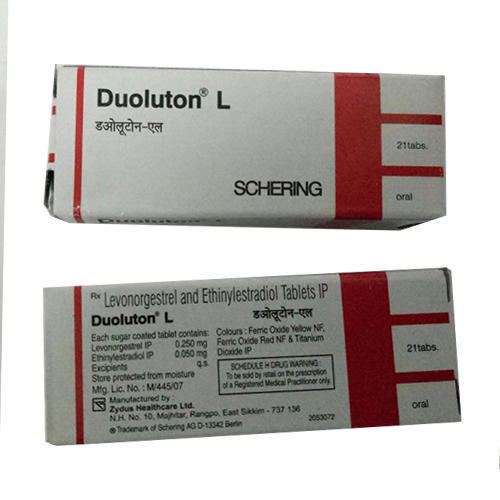 Duoluton® L
डओलूटोन-एल
21tabs.
SCHERING
oral
Rx Levonorgestrel and Ethinylestradiol Tablets IP
Duoluton® L
डओलूटोन-एल
Each sugar coated tablet contains:
Levonorgestrel IP 0.250 mg
Ethinylestradiol IP 0.050 mg
Excipients q.s.
Store protected from moisture
Mfg. Lic. No. : M/445/07
Colours : Ferric Oxide Yellow NF,
Ferric Oxide Red NF & Titanium
Dioxide IP
SCHEDULE H DRUG WARNING :
To be sold by retail on the prescription
of a Registered Medical Practitioner only.
Manufactured by :
Zydus Healthcare Ltd.
N.H. No. 10, Majhitar, Rangpo, East Sikkim - 737 136
® Trademark of Schering AG D-13342 Berlin
2053072
21tabs.
oral